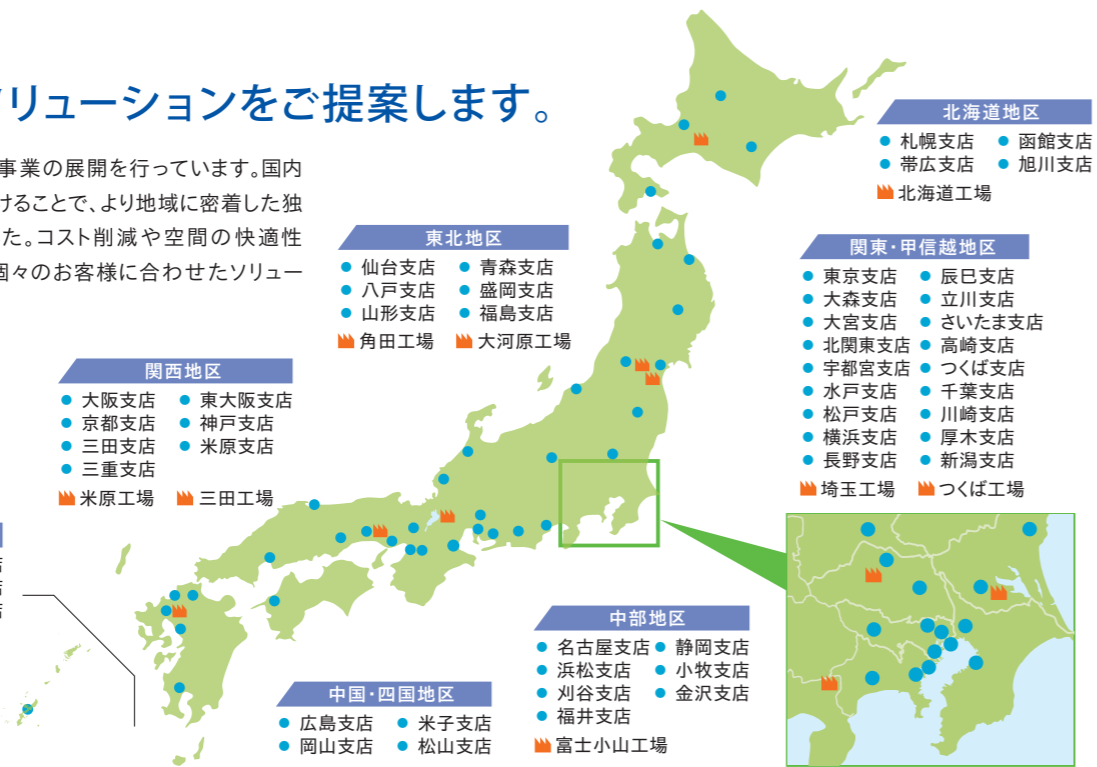 リューションをご提案します。
事業の展開を行っています。国内
けることで、より地域に密着した独
た。コスト削減や空間の快適性
個々のお客様に合わせたソリュー
北海道地区
札幌支店 函館支店
帯広支店 旭川支店
北海道工場
東北地区
仙台支店 青森支店
八戸支店 盛岡支店
山形支店 福島支店
角田工場 大河原工場
関東・甲信越地区
東京支店 辰巳支店
大森支店 立川支店
大宮支店 さいたま支店
北関東支店 高崎支店
宇都宮支店 つくば支店
水戸支店 千葉支店
松戸支店 川崎支店
横浜支店 厚木支店
長野支店 新潟支店
埼玉工場 つくば工場
関西地区
大阪支店 東大阪支店
京都支店 神戸支店
三田支店 米原支店
三重支店
米原工場 三田工場
店
店
店
中部地区
名古屋支店 静岡支店
浜松支店 小牧支店
刈谷支店 金沢支店
福井支店
富士小山工場
中国・四国地区
広島支店 米子支店
岡山支店 松山支店